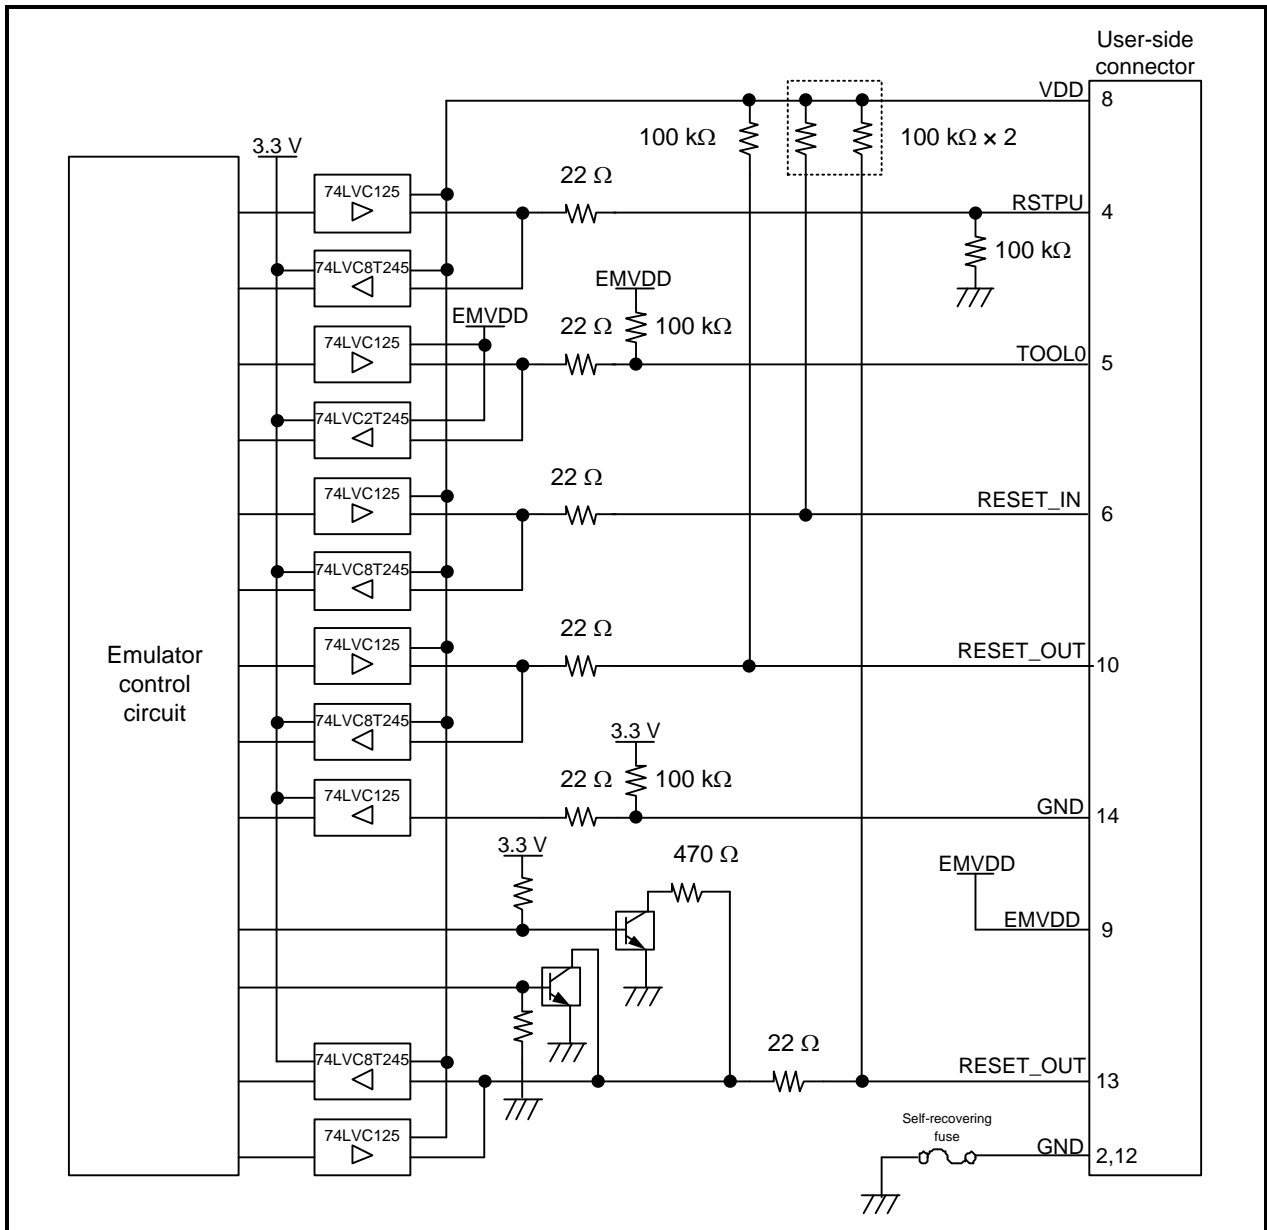 User-side
connector
VDD
8
3.3 V
100 kΩ
100 kΩ × 2
74LVC125
22 Ω
RSTPU
4
100 kΩ
74LVC8T245
EMVDD
EMVDD
74LVC125
22 Ω
100 kΩ
TOOL0
5
74LVC2T245
74LVC125
22 Ω
RESET_IN
6
74LVC8T245
Emulator
control
circuit
74LVC125
22 Ω
RESET_OUT
10
74LVC8T245
3.3 V
74LVC125
22 Ω
100 kΩ
GND
14
3.3 V
470 Ω
EMVDD
EMVDD
9
74LVC8T245
22 Ω
RESET_OUT
13
Self-recovering
fuse
74LVC125
GND
2,12